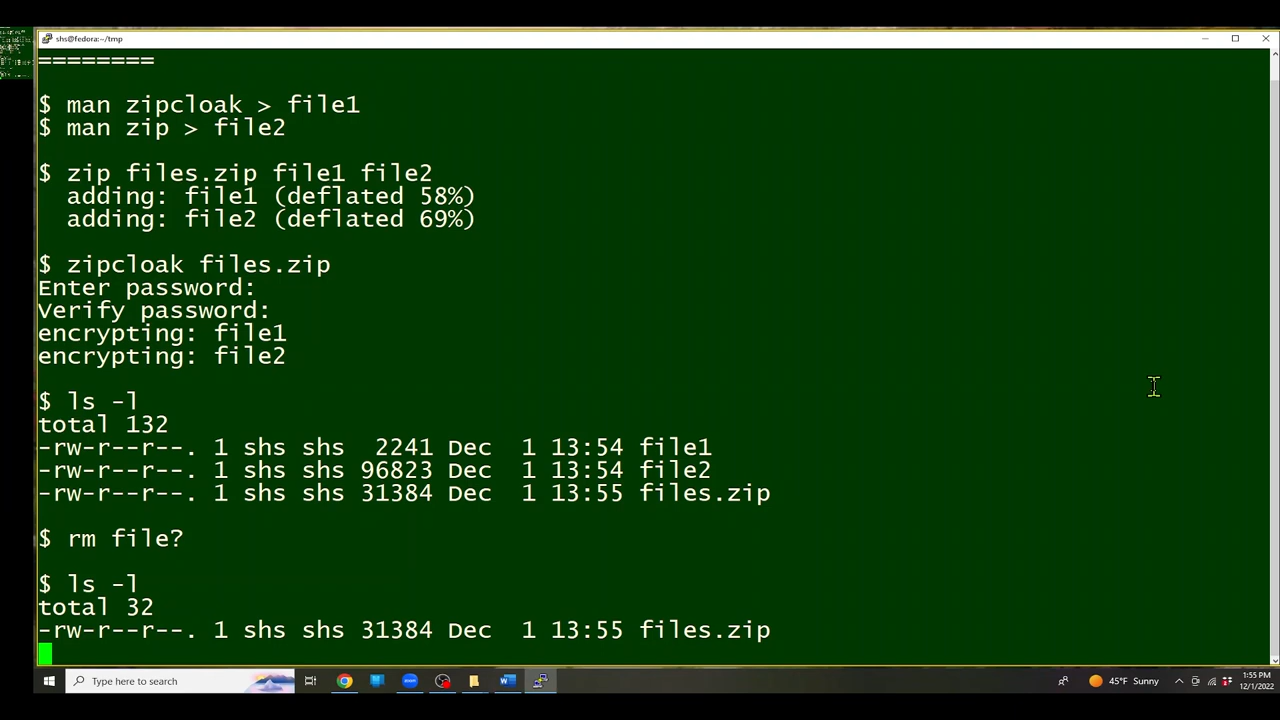 shs@fedora:~/tmp
========
$ man zipcloak > file1
$ man zip > file2
$ zip files.zip file1 file2
  adding: file1 (deflated 58%)
  adding: file2 (deflated 69%)
$ zipcloak files.zip
Enter password:
Verify password:
encrypting: file1
encrypting: file2
$ ls -l
total 132
-rw-r--r--. 1 shs shs  2241 Dec  1 13:54 file1
-rw-r--r--. 1 shs shs 96823 Dec  1 13:54 file2
-rw-r--r--. 1 shs shs 31384 Dec  1 13:55 files.zip
$ rm file?
$ ls -l
total 32
-rw-r--r--. 1 shs shs 31384 Dec  1 13:55 files.zip
Type here to search
45°F Sunny
1:55 PM
12/1/2022